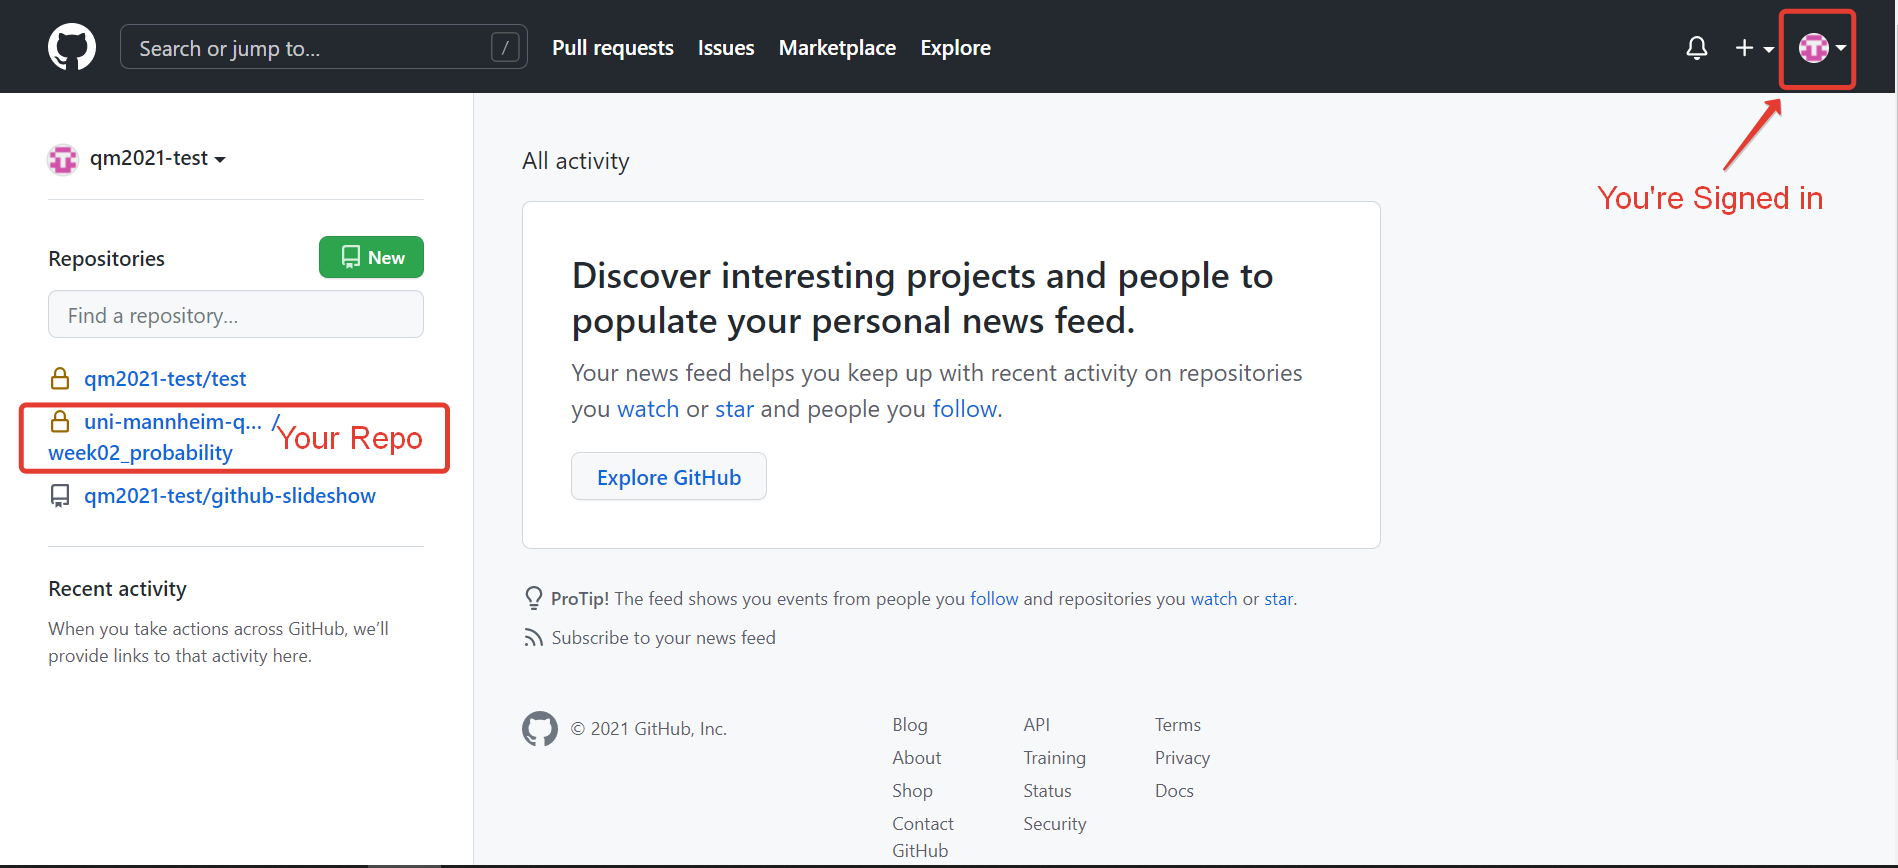 Search or jump to...
/
Pull requests
Issues
Marketplace
Explore
You're Signed in
qm2021-test
Repositories
New
Find a repository...
qm2021-test/test
uni-mannheim-q... /
week02_probability
Your Repo
qm2021-test/github-slideshow
Recent activity
When you take actions across GitHub, we'll
provide links to that activity here.
All activity
Discover interesting projects and people to
populate your personal news feed.
Your news feed helps you keep up with recent activity on repositories
you watch or star and people you follow.
Explore GitHub
ProTip! The feed shows you events from people you follow and repositories you watch or star.
Subscribe to your news feed
© 2021 GitHub, Inc.
Blog
About
Shop
Contact
GitHub
API
Training
Status
Security
Terms
Privacy
Docs